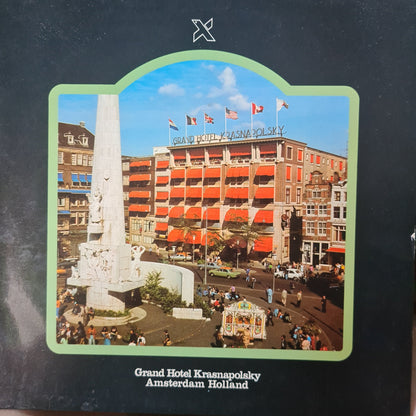 GRAND HOTEL KRASNAPOLSKY
Grand Hotel Krasnapolsky
Amsterdam Holland